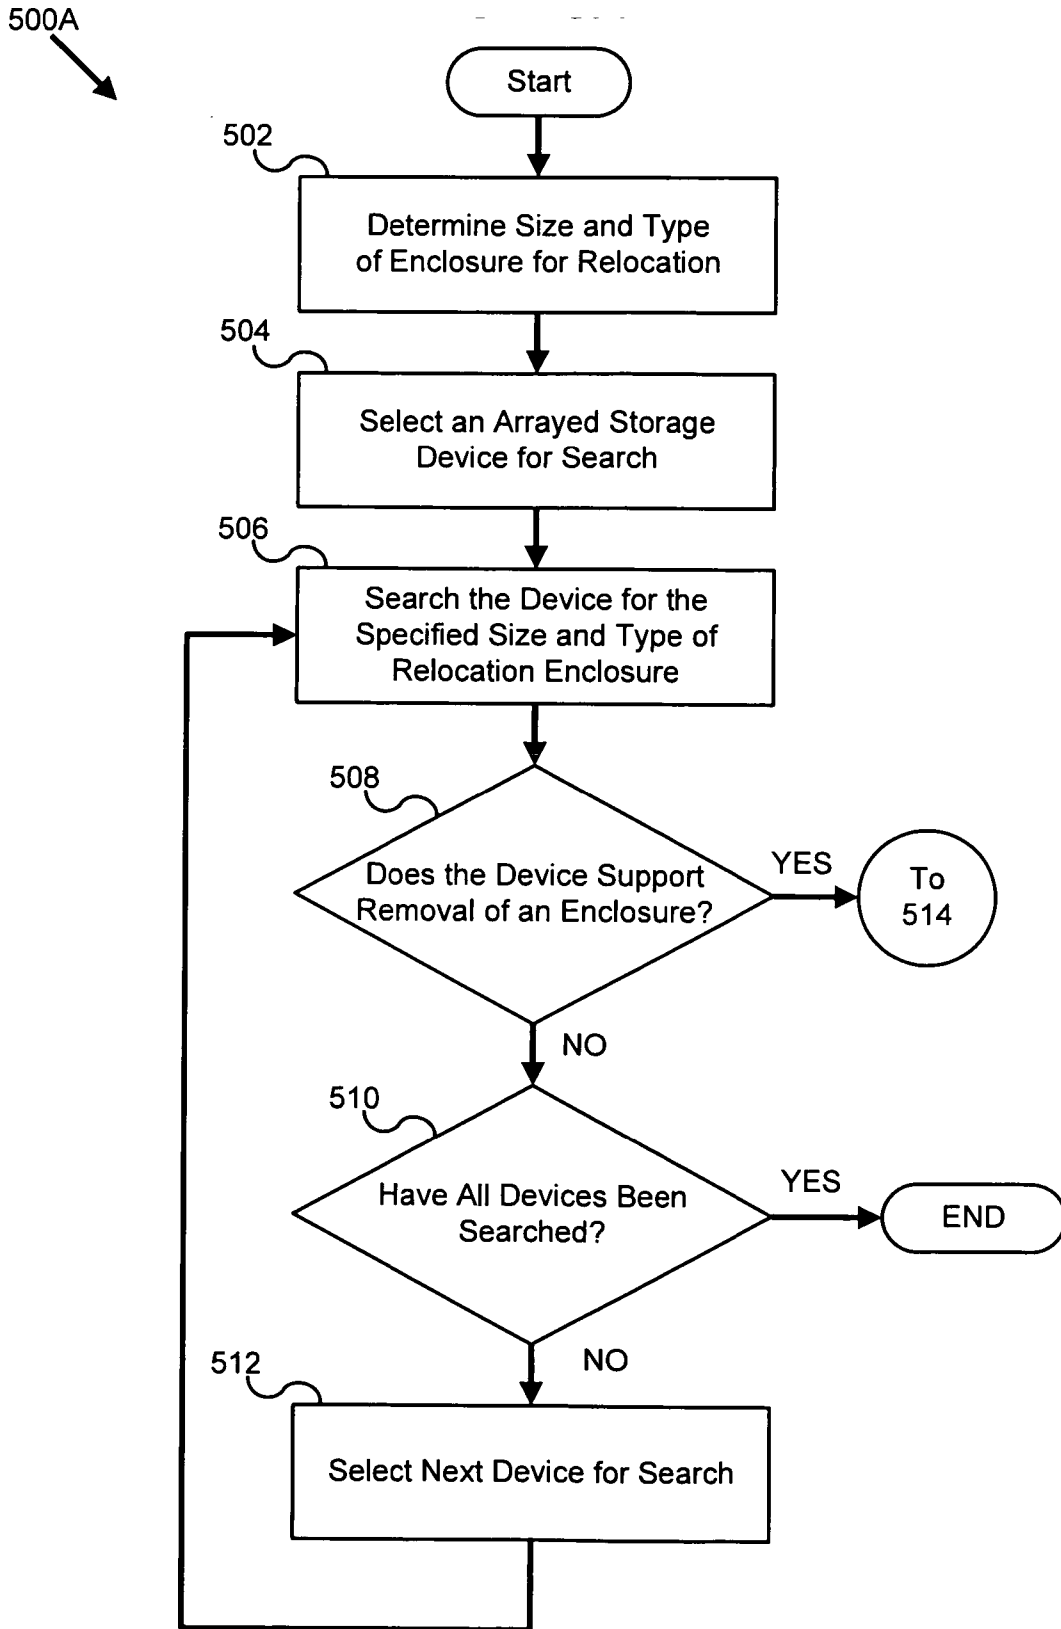 500A
Start
502
Determine Size and Type
of Enclosure for Relocation
504
Select an Arrayed Storage
Device for Search
506
Search the Device for the
Specified Size and Type of
Relocation Enclosure
508
Does the Device Support
Removal of an Enclosure?
YES
To
514
NO
510
Have All Devices Been
Searched?
YES
END
NO
512
Select Next Device for Search